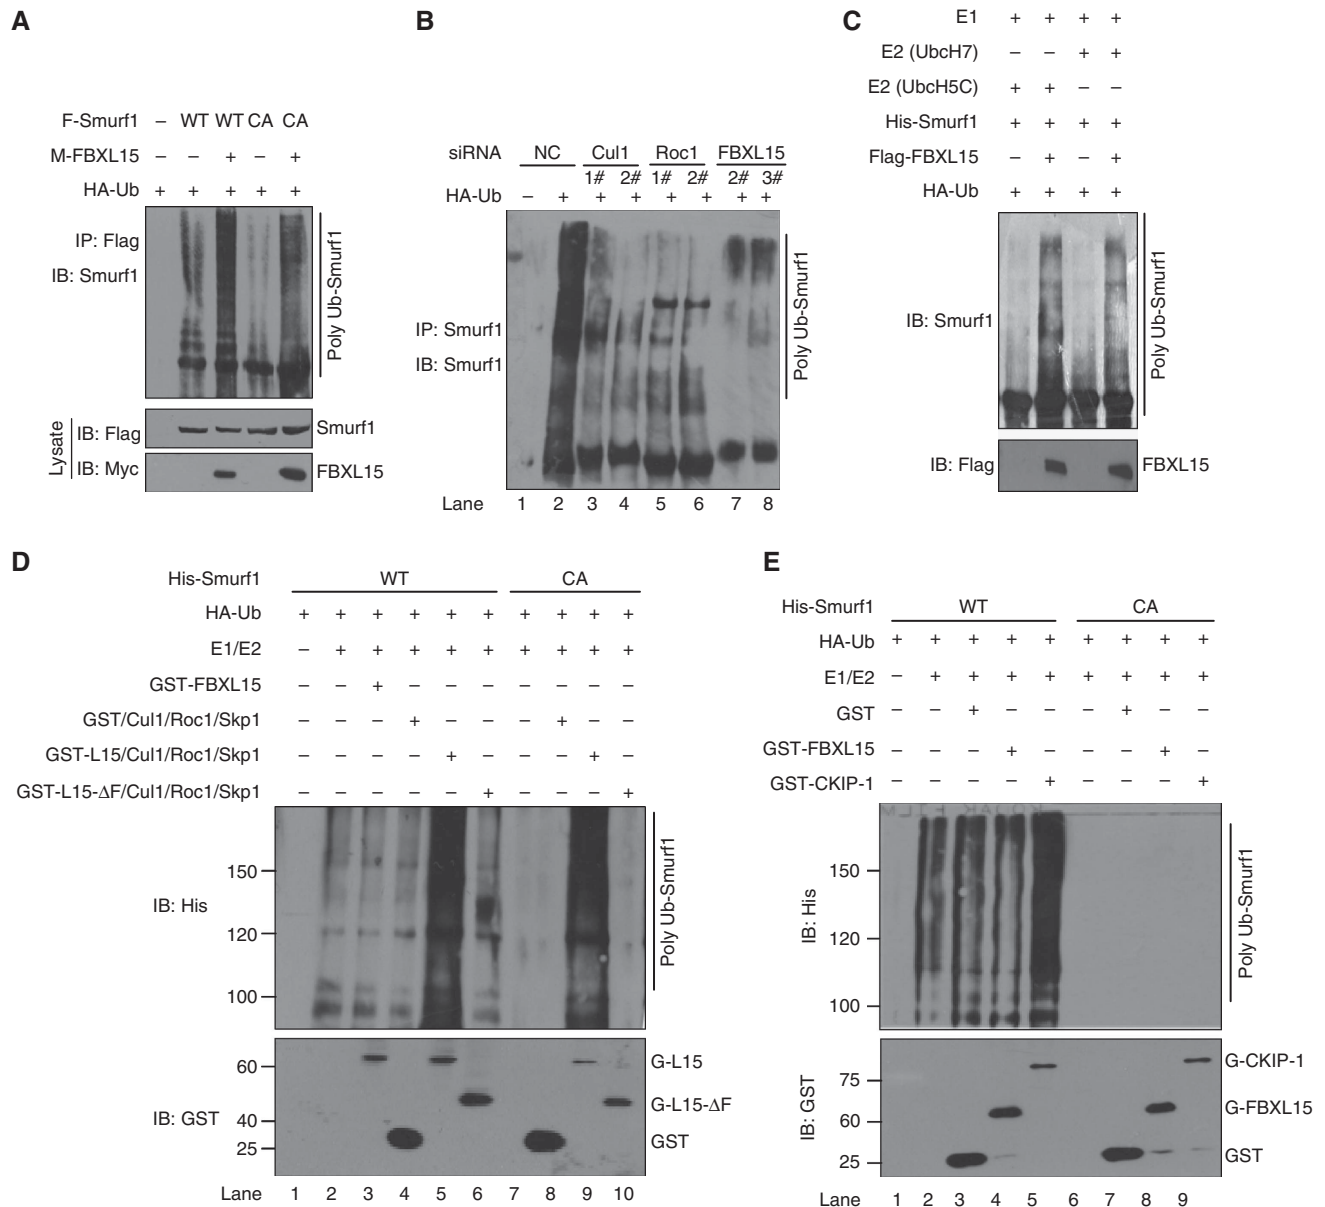 A
F-Smurf1 – WT WT CA CA
M-FBXL15 – – + – +
HA-Ub + + + + +
IP: Flag
IB: Smurf1
Poly Ub-Smurf1
Lysate
IB: Flag
Smurf1
IB: Myc
FBXL15
B
siRNA NC Cul1 Roc1 FBXL15
1# 2# 1# 2# 2# 3#
HA-Ub – + + + + + + +
IP: Smurf1
IB: Smurf1
Poly Ub-Smurf1
Lane 1 2 3 4 5 6 7 8
C
E1 + + + +
E2 (UbcH7) – – + +
E2 (UbcH5C) + + – –
His-Smurf1 + + + +
Flag-FBXL15 – + – +
HA-Ub + + + +
IB: Smurf1
Poly Ub-Smurf1
IB: Flag
FBXL15
D
His-Smurf1 WT CA
HA-Ub + + + + + + + + + +
E1/E2 – + + + + + + + + +
GST-FBXL15 – – + – – – – – – –
GST/Cul1/Roc1/Skp1 – – – + – – – + – –
GST-L15/Cul1/Roc1/Skp1 – – – – + – – – + –
GST-L15-ΔF/Cul1/Roc1/Skp1 – – – – – + – – – +
150
IB: His
120
100
Poly Ub-Smurf1
60
G-L15
G-L15-ΔF
IB: GST
40
25
GST
Lane 1 2 3 4 5 6 7 8 9 10
E
His-Smurf1 WT CA
HA-Ub + + + + + + + + +
E1/E2 – + + + + + + + +
GST – – + – – – + – –
GST-FBXL15 – – – + – – – + –
GST-CKIP-1 – – – – + – – – +
150
IB: His
120
100
Poly Ub-Smurf1
G-CKIP-1
75
G-FBXL15
IB: GST
60
25
GST
Lane 1 2 3 4 5 6 7 8 9